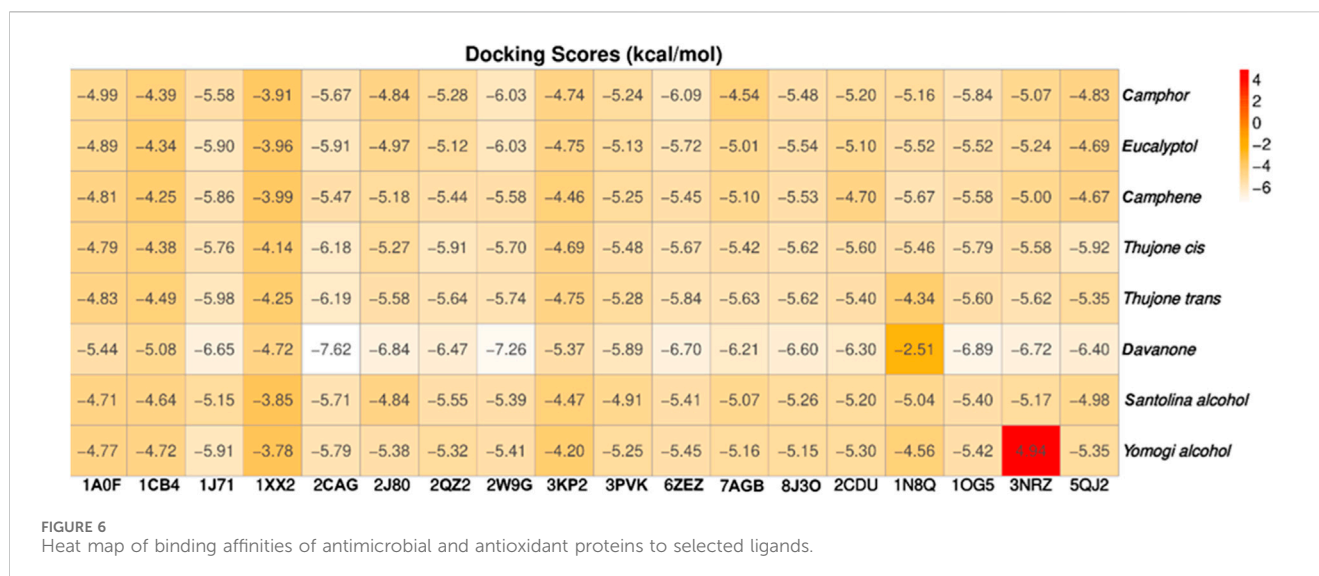 Docking Scores (kcal/mol)
−4.99 −4.39 −5.58 −3.91 −5.67 −4.84 −5.28 −6.03 −4.74 −5.24 −6.09 −4.54 −5.48 −5.20 −5.16 −5.84 −5.07 −4.83 Camphor
−4.89 −4.34 −5.90 −3.96 −5.91 −4.97 −5.12 −6.03 −4.75 −5.13 −5.72 −5.01 −5.54 −5.10 −5.52 −5.52 −5.24 −4.69 Eucalyptol
−4.81 −4.25 −5.86 −3.99 −5.47 −5.18 −5.44 −5.58 −4.46 −5.25 −5.45 −5.10 −5.53 −4.70 −5.67 −5.58 −5.00 −4.67 Camphene
−4.79 −4.38 −5.76 −4.14 −6.18 −5.27 −5.91 −5.70 −4.69 −5.48 −5.67 −5.42 −5.62 −5.60 −5.46 −5.79 −5.58 −5.92 Thujone cis
−4.83 −4.49 −5.98 −4.25 −6.19 −5.58 −5.64 −5.74 −4.75 −5.28 −5.84 −5.63 −5.62 −5.40 −4.34 −5.60 −5.62 −5.35 Thujone trans
−5.44 −5.08 −6.65 −4.72 −7.62 −6.84 −6.47 −7.26 −5.37 −5.89 −6.70 −6.21 −6.60 −6.30 −2.51 −6.89 −6.72 −6.40 Davanone
−4.71 −4.64 −5.15 −3.85 −5.71 −4.84 −5.55 −5.39 −4.47 −4.91 −5.41 −5.07 −5.26 −5.20 −5.04 −5.40 −5.17 −4.98 Santolina alcohol
−4.77 −4.72 −5.91 −3.78 −5.79 −5.38 −5.32 −5.41 −4.20 −5.25 −5.45 −5.16 −5.15 −5.30 −4.56 −5.42 −5.35 Yomogi alcohol
1A0F 1CB4 1J71 1XX2 2CAG 2J80 2QZ2 2W9G 3KP2 3PVK 6ZEZ 7AGB 8J3O 2CDU 1N8Q 1OG5 3NRZ 5QJ2
4
2
0
−2
−4
−6
FIGURE 6
Heat map of binding affinities of antimicrobial and antioxidant proteins to selected ligands.